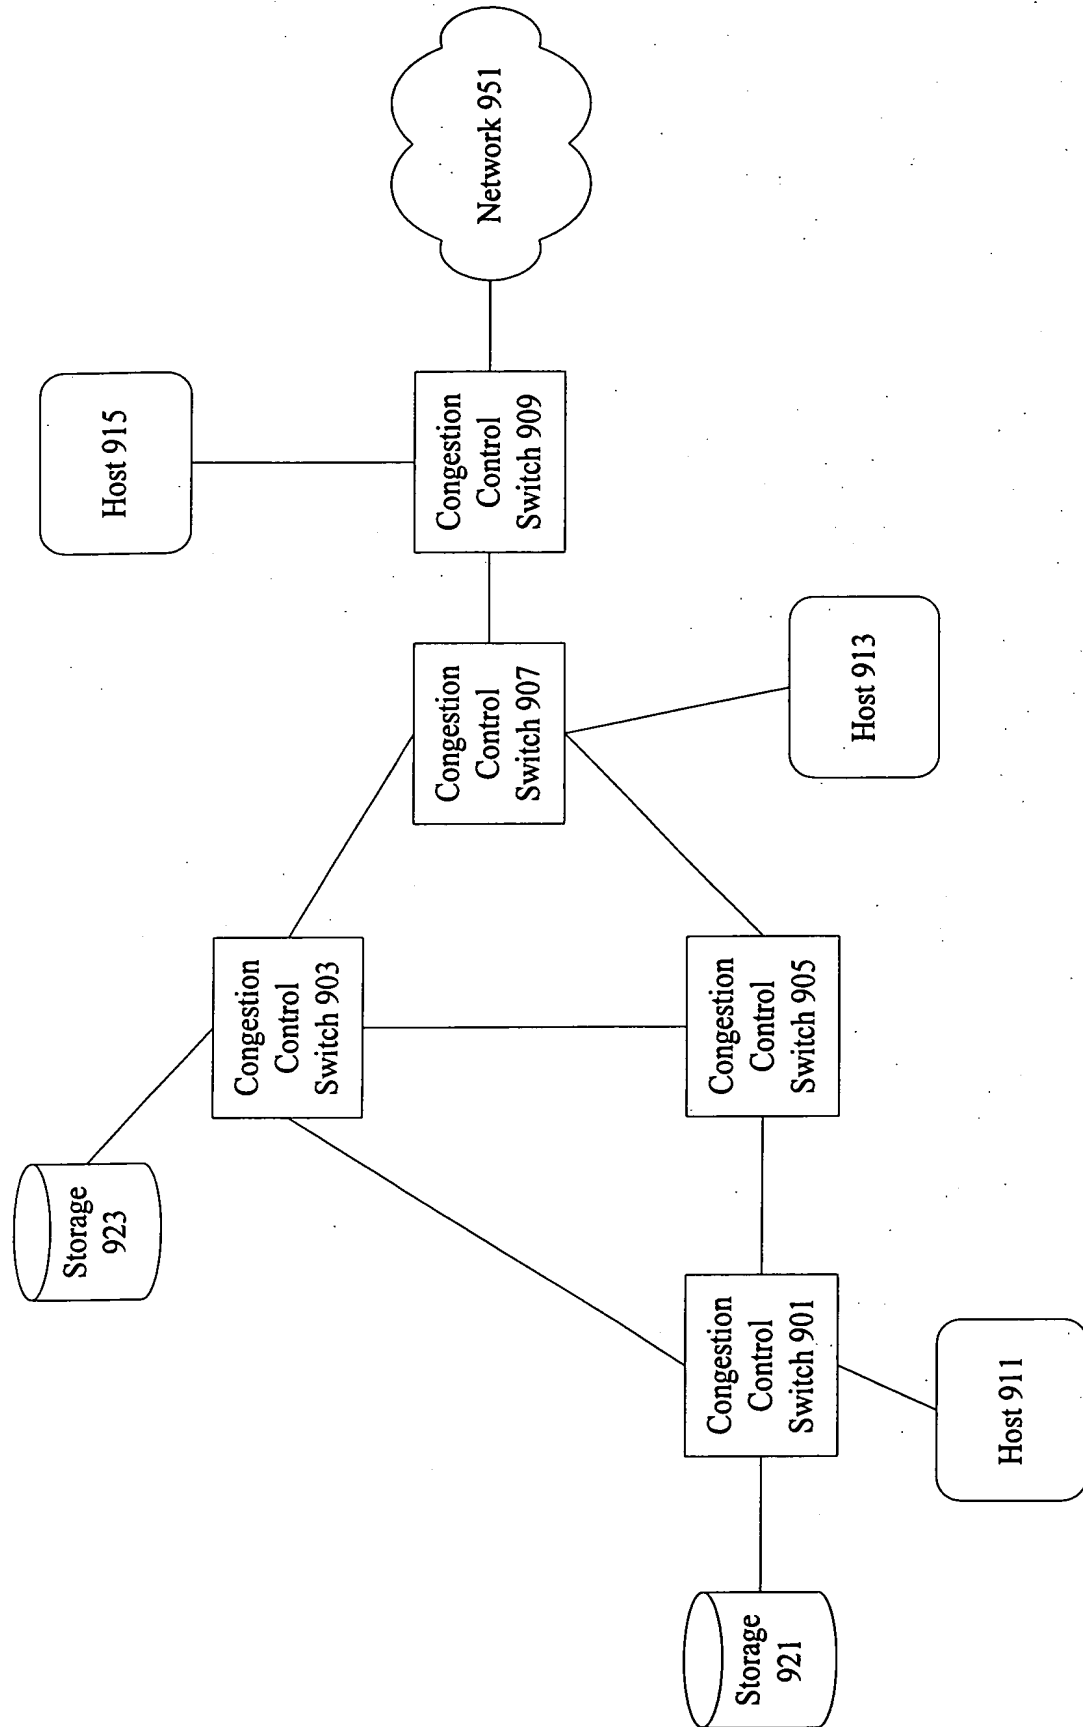 Storage
921
Host 911
Congestion
Control
Switch 901
Storage
923
Congestion
Control
Switch 903
Congestion
Control
Switch 905
Congestion
Control
Switch 907
Host 913
Congestion
Control
Switch 909
Host 915
Network 951